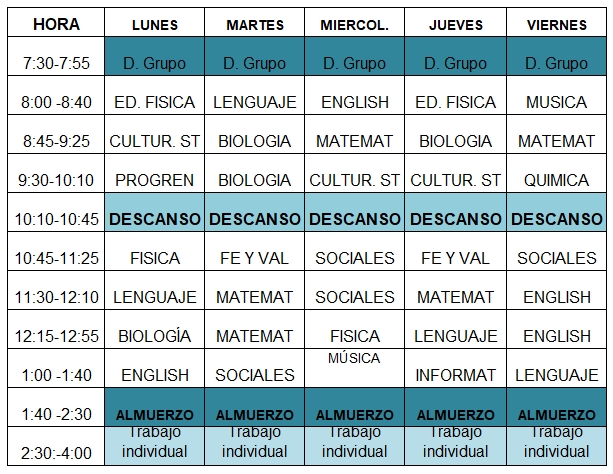 HORA LUNES MARTES MIERCOL. JUEVES VIERNES
7:30-7:55 D. Grupo D. Grupo D. Grupo D. Grupo D. Grupo
8:00 -8:40 ED. FISICA LENGUAJE ENGLISH ED. FISICA MUSICA
8:45-9:25 CULTUR. ST BIOLOGIA MATEMAT BIOLOGIA MATEMAT
9:30-10:10 PROGREN BIOLOGIA CULTUR. ST CULTUR. ST QUIMICA
10:10-10:45 DESCANSO DESCANSO DESCANSO DESCANSO DESCANSO
10:45-11:25 FISICA FE Y VAL SOCIALES FE Y VAL SOCIALES
11:30-12:10 LENGUAJE MATEMAT SOCIALES MATEMAT ENGLISH
12:15-12:55 BIOLOGÍA MATEMAT FISICA LENGUAJE ENGLISH
1:00 -1:40 ENGLISH SOCIALES MÚSICA INFORMAT LENGUAJE
1:40 -2:30 ALMUERZO ALMUERZO ALMUERZO ALMUERZO ALMUERZO
2:30:-4:00 Trabajo Trabajo Trabajo Trabajo Trabajo
individual individual individual individual individual